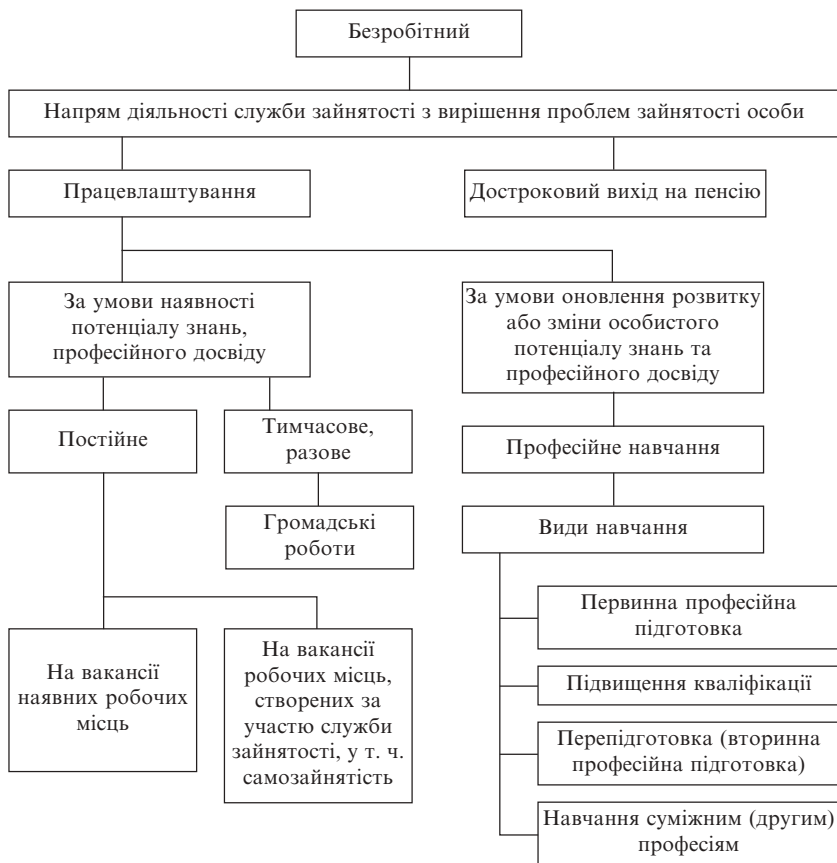 Безробітний
Напрям діяльності служби зайнятості з вирішення проблем зайнятості особи
Працевлаштування
Достроковий вихід на пенсію
За умови наявності
потенціалу знань,
професійного досвіду
За умови оновлення розвитку
або зміни особистого
потенціалу знань та
професійного досвіду
Постійне
Тимчасове,
разове
Професійне навчання
Громадські
роботи
Види навчання
Первинна професійна
підготовка
На вакансії
наявних робочих
місць
На вакансії
робочих місць,
створених за
участю служби
зайнятості, у т. ч.
самозайнятість
Підвищення кваліфікації
Перепідготовка (вторинна
професійна підготовка)
Навчання суміжним (другим)
професіям